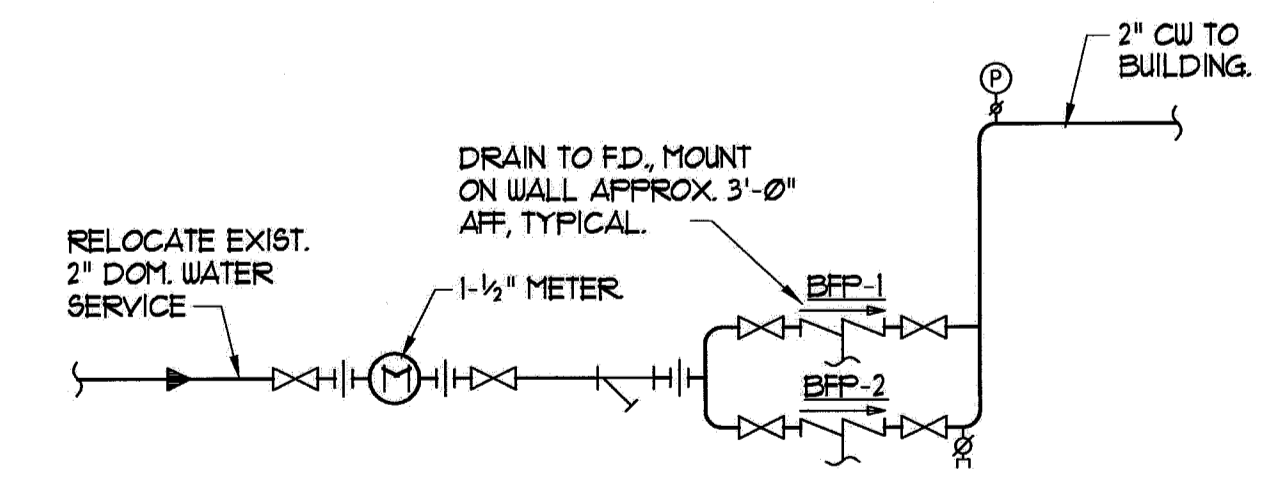 2" CW TO
BUILDING.
P
DRAIN TO F.D., MOUNT
ON WALL APPROX. 3'-0"
AFF, TYPICAL.
RELOCATE EXIST.
2" DOM. WATER
SERVICE
1-1/2" METER
BFP-1
M
BFP-2